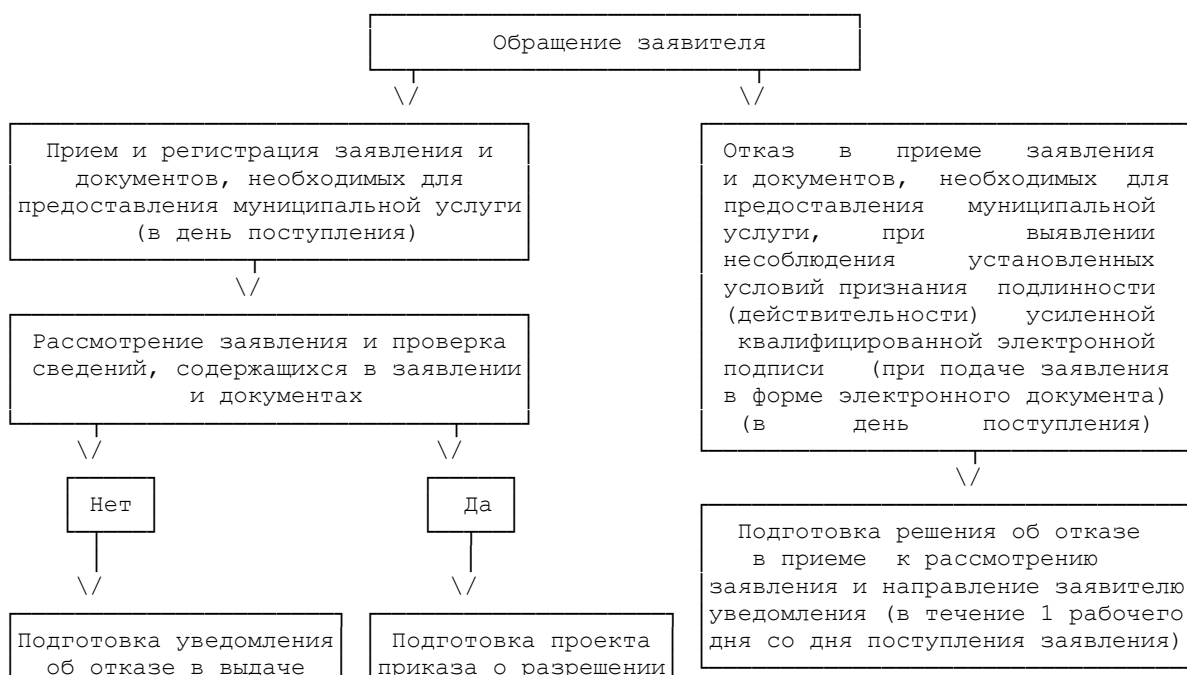 Обращение заявителя
Прием и регистрация заявления и
документов, необходимых для
предоставления муниципальной услуги
(в день поступления)
Отказ в приеме заявления
и документов, необходимых для
предоставления муниципальной
услуги, при выявлении
несоблюдения установленных
условий признания подлинности
(действительности) усиленной
квалифицированной электронной
подписи (при подаче заявления
в форме электронного документа)
(в день поступления)
Рассмотрение заявления и проверка
сведений, содержащихся в заявлении
и документах
Нет
Да
Подготовка решения об отказе
в приеме к рассмотрению
заявления и направление заявителю
уведомления (в течение 1 рабочего
дня со дня поступления заявления)
Подготовка уведомления
об отказе в выдаче
Подготовка проекта
приказа о разрешении